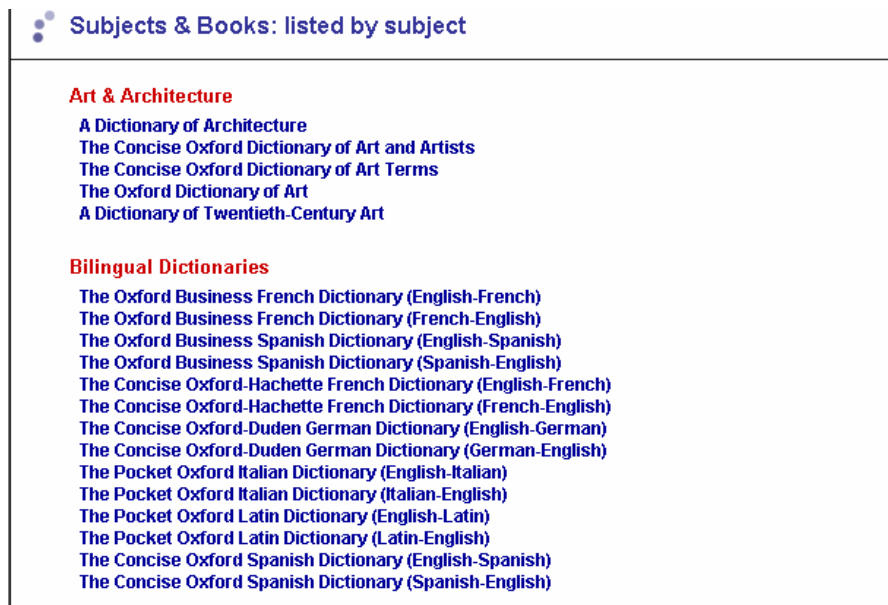 Subjects & Books: listed by subject
Art & Architecture
A Dictionary of Architecture
The Concise Oxford Dictionary of Art and Artists
The Concise Oxford Dictionary of Art Terms
The Oxford Dictionary of Art
A Dictionary of Twentieth-Century Art
Bilingual Dictionaries
The Oxford Business French Dictionary (English-French)
The Oxford Business French Dictionary (French-English)
The Oxford Business Spanish Dictionary (English-Spanish)
The Oxford Business Spanish Dictionary (Spanish-English)
The Concise Oxford-Hachette French Dictionary (English-French)
The Concise Oxford-Hachette French Dictionary (French-English)
The Concise Oxford-Duden German Dictionary (English-German)
The Concise Oxford-Duden German Dictionary (German-English)
The Pocket Oxford Italian Dictionary (English-Italian)
The Pocket Oxford Italian Dictionary (Italian-English)
The Pocket Oxford Latin Dictionary (English-Latin)
The Pocket Oxford Latin Dictionary (Latin-English)
The Concise Oxford Spanish Dictionary (English-Spanish)
The Concise Oxford Spanish Dictionary (Spanish-English)